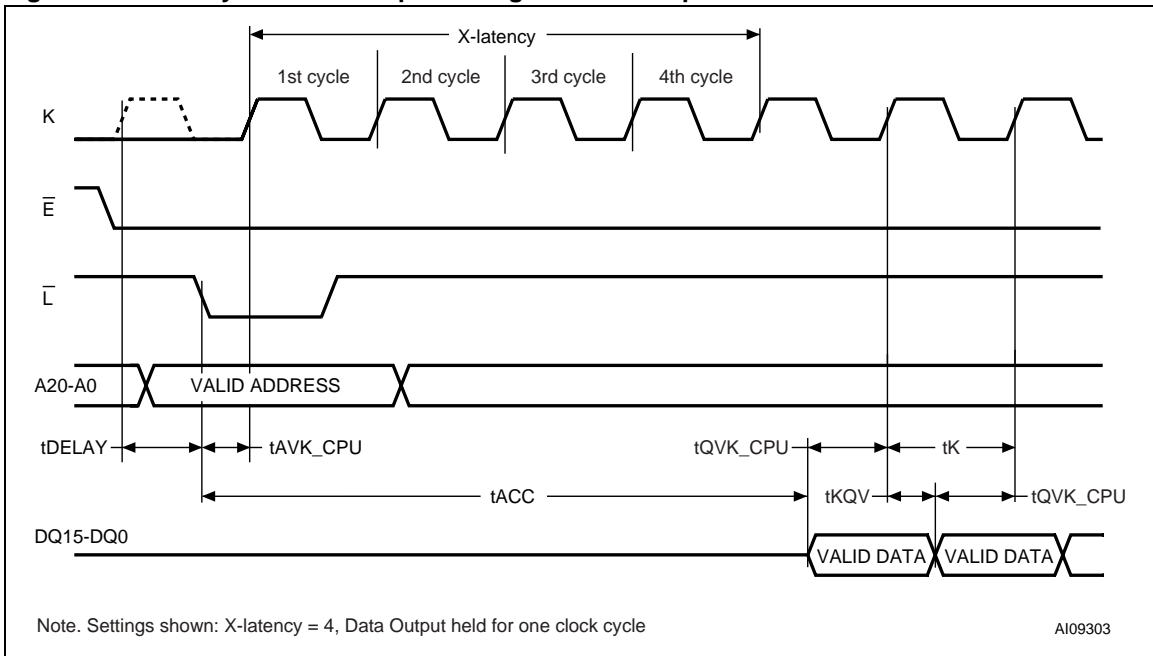 X-latency
1st cycle 2nd cycle 3rd cycle 4th cycle
K
E
L
A20-A0 VALID ADDRESS
tDELAY tAVK_CPU tQVK_CPU tK
tACC tKQV tQVK_CPU
DQ15-DQ0
VALID DATA VALID DATA
Note. Settings shown: X-latency = 4, Data Output held for one clock cycle
AI09303